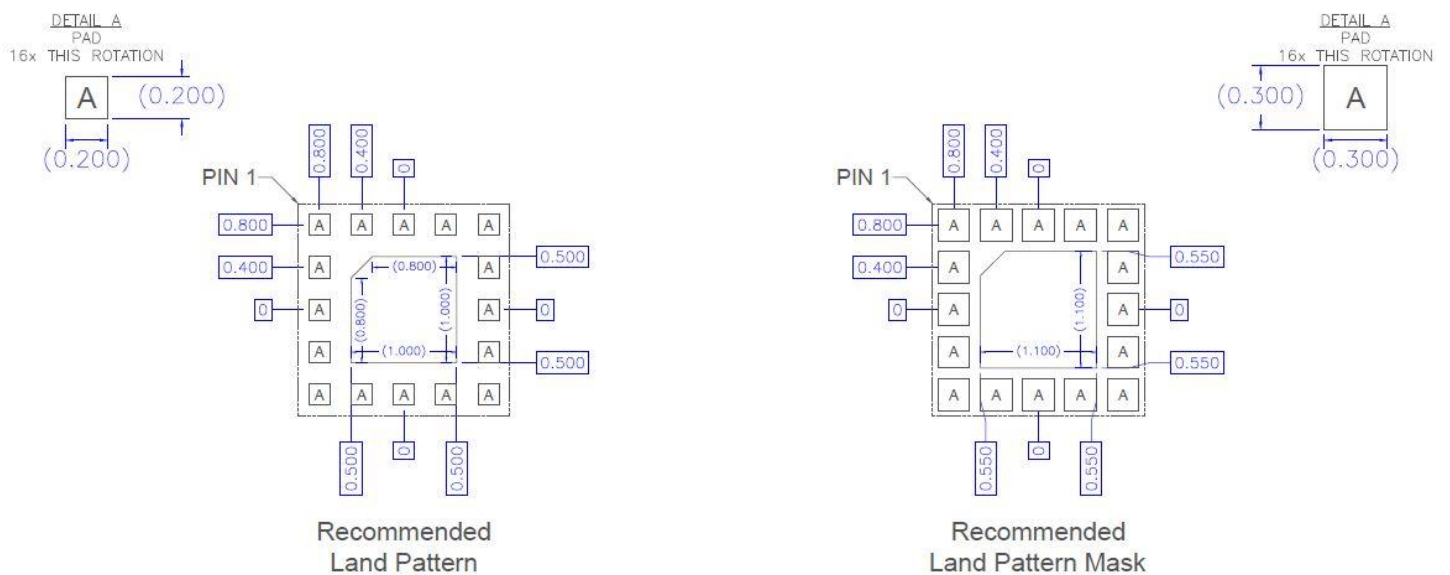 DETAIL A
PAD
16x THIS ROTATION
A
(0.200)
(0.200)
0.800
0.400
0
PIN 1
0.800
A A A A A
0.400
A
A
0.500
(0.800)
0
A
A
0
(0.800)
(1.000)
A
A
(1.000)
0.500
A A A A A
0.500
0
0.500
Recommended
Land Pattern
DETAIL A
PAD
16x THIS ROTATION
A
(0.300)
(0.300)
0.800
0.400
0
PIN 1
0.800
A A A A A
0.400
A
A
0.550
0
A
A
0
(1.100)
A
A
(1.100)
0.550
A A A A A
0.550
0
0.550
Recommended
Land Pattern Mask